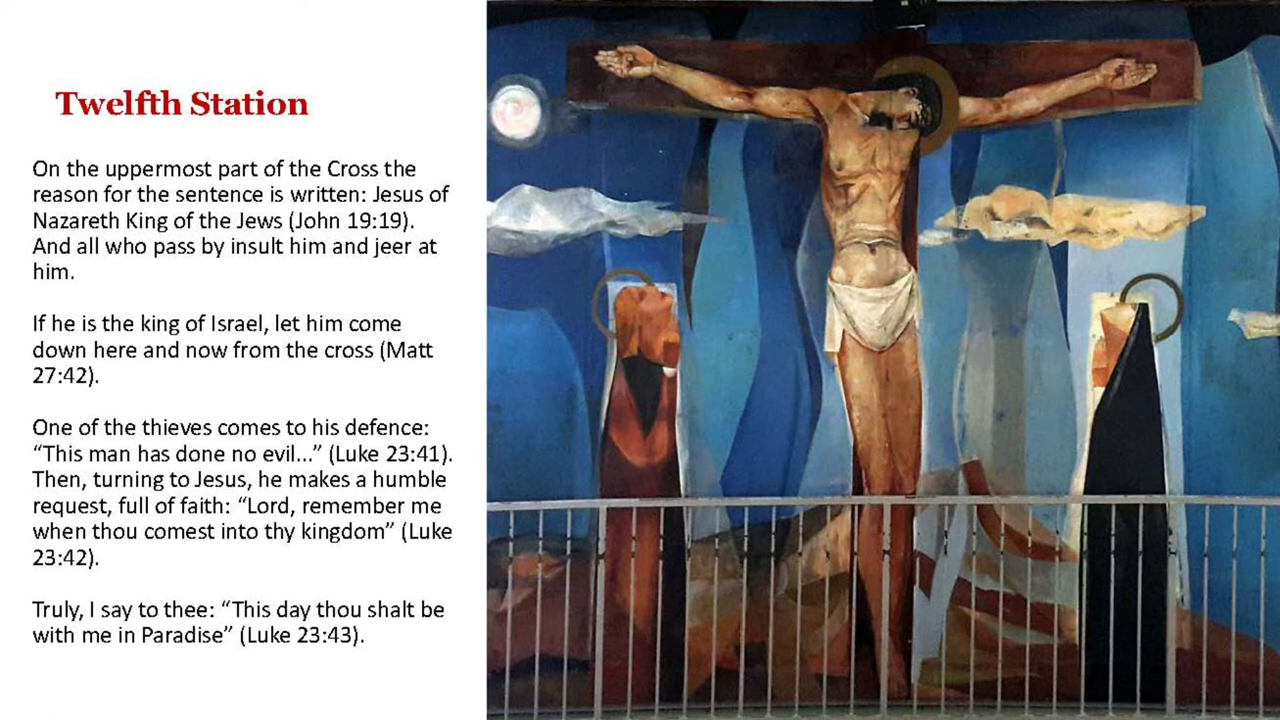 Twelfth Station
On the uppermost part of the Cross the
reason for the sentence is written: Jesus of
Nazareth King of the Jews (John 19:19).
And all who pass by insult him and jeer at
him.
If he is the king of Israel, let him come
down here and now from the cross (Matt
27:42).
One of the thieves comes to his defence:
“This man has done no evil...” (Luke 23:41).
Then, turning to Jesus, he makes a humble
request, full of faith: “Lord, remember me
when thou comest into thy kingdom” (Luke
23:42).
Truly, I say to thee: “This day thou shalt be
with me in Paradise” (Luke 23:43).